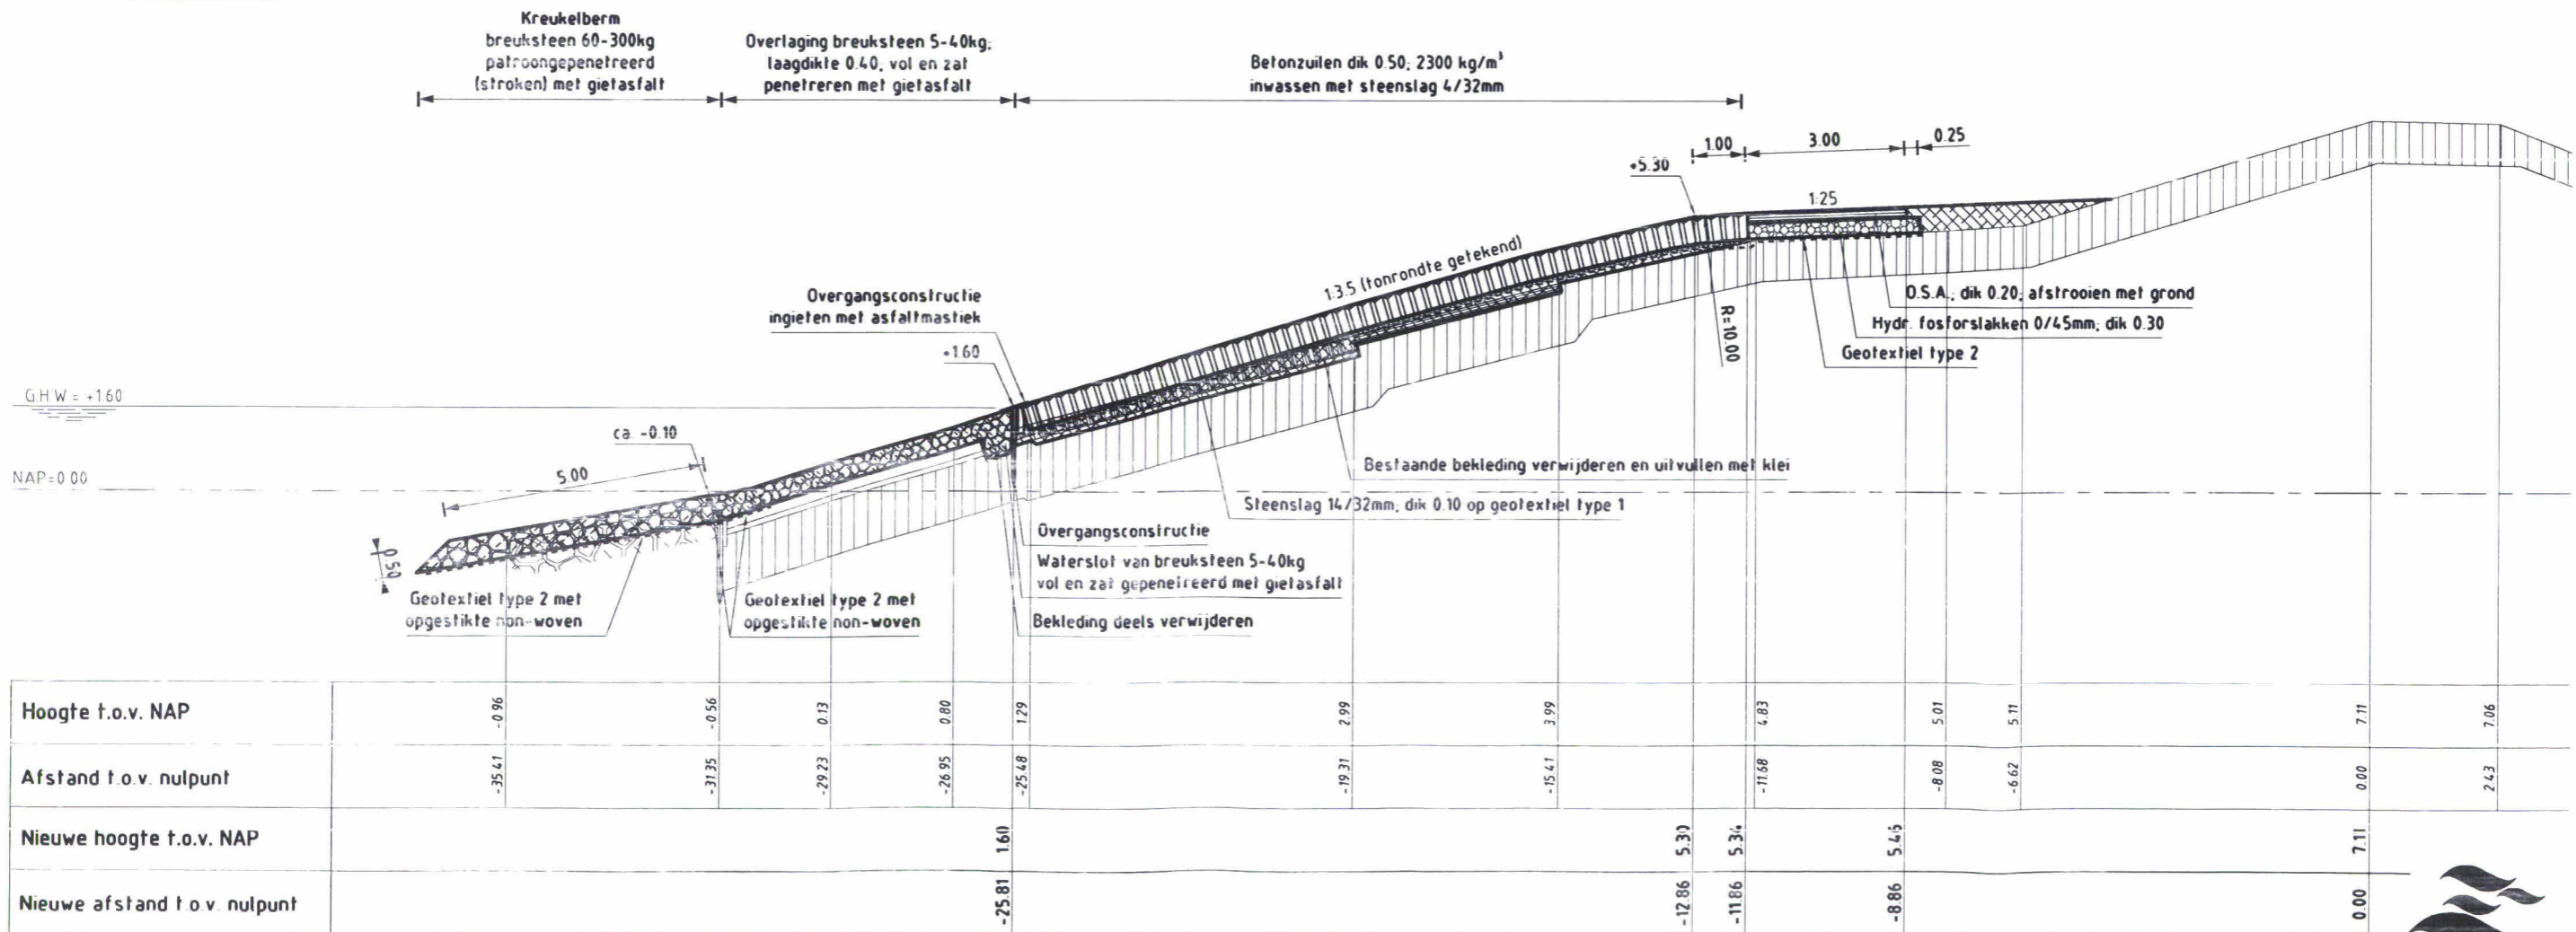 Kreukelberm
breuksteen 60-300kg
patroongepenetreerd
(stroken) met gietasfalt
Overlaging breuksteen 5-40kg;
laagdikte 0.40, vol en zat
penetreren met gietasfalt
Betonzuilen dik 0.50; 2300 kg/m³
inwassen met steenslag 4/32mm
1.00
3.00
0.25
+5.30
1:25
1:3.5 (tonrondte getekend)
Overgangsconstructie
ingieten met asfaltmastiek
+1.60
R=10.00
O.S.A.; dik 0.20; afstrooien met grond
Hydr. fosforslakken 0/45mm; dik 0.30
Geotextiel type 2
G.H.W = +1.60
ca. -0.10
5.00
NAP=0.00
Bestaande bekleding verwijderen en uitvullen met klei
Steenslag 14/32mm; dik 0.10 op geotextiel type 1
0.50
Overgangsconstructie
Waterslot van breuksteen 5-40kg
vol en zat gepenetreerd met gietasfalt
Bekleding deels verwijderen
Geotextiel type 2 met
opgestikte non-woven
Geotextiel type 2 met
opgestikte non-woven
Hoogte t.o.v. NAP -0.96 -0.56 0.13 0.80 1.29 2.99 3.99 4.83 5.01 5.11 7.11 7.06
Afstand t.o.v. nulpunt -35.41 -31.35 -29.23 -26.95 -25.48 -19.31 -15.41 -11.68 -8.08 -6.62 0.00 2.43
Nieuwe hoogte t.o.v. NAP 1.60 5.30 5.34 5.46 7.11
Nieuwe afstand t.o.v. nulpunt -25.81 -12.86 -11.86 -8.86 0.00